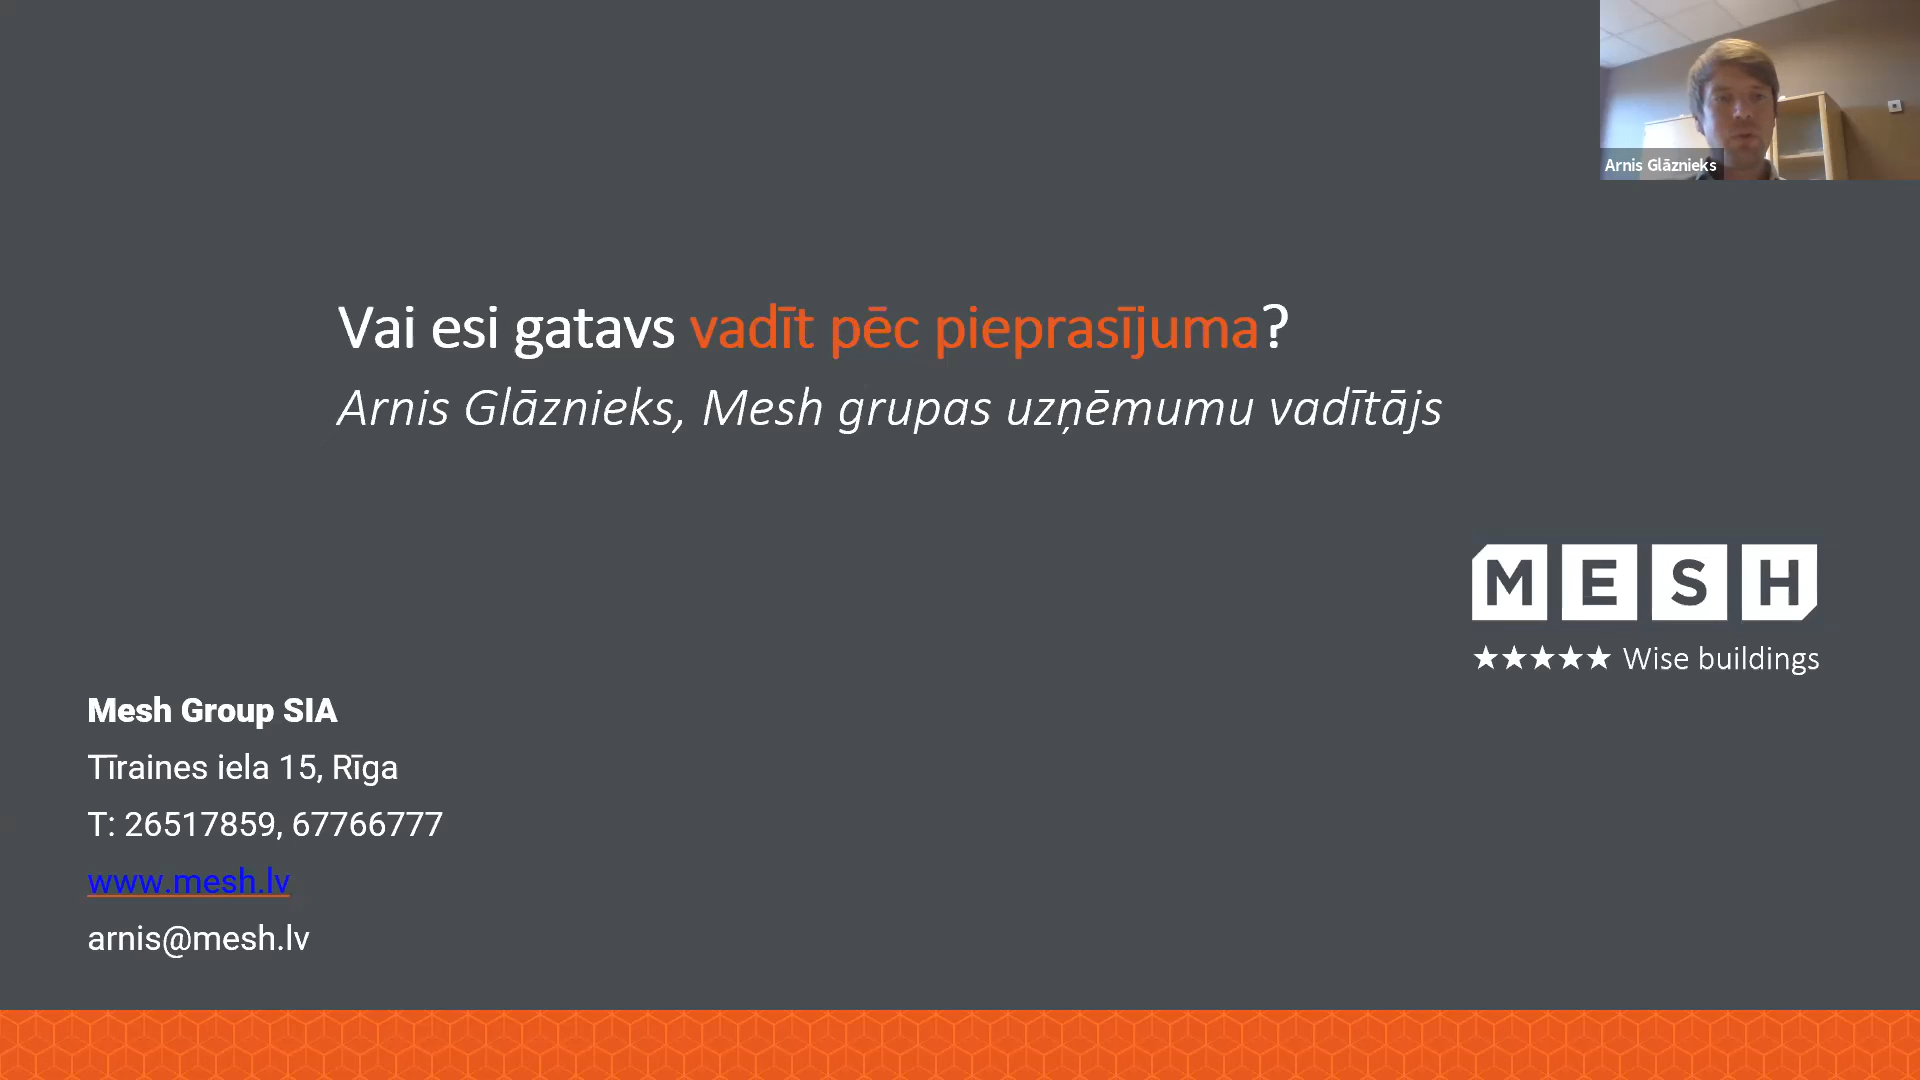 Arnis Glāznieks
Vai esi gatavs vadīt pēc pieprasījuma?
Arnis Glāznieks, Mesh grupas uzņēmumu vadītājs
MESH
★★★★★ Wise buildings
Mesh Group SIA
Tīraines iela 15, Rīga
T: 26517859, 67766777
www.mesh.lv
arnis@mesh.lv